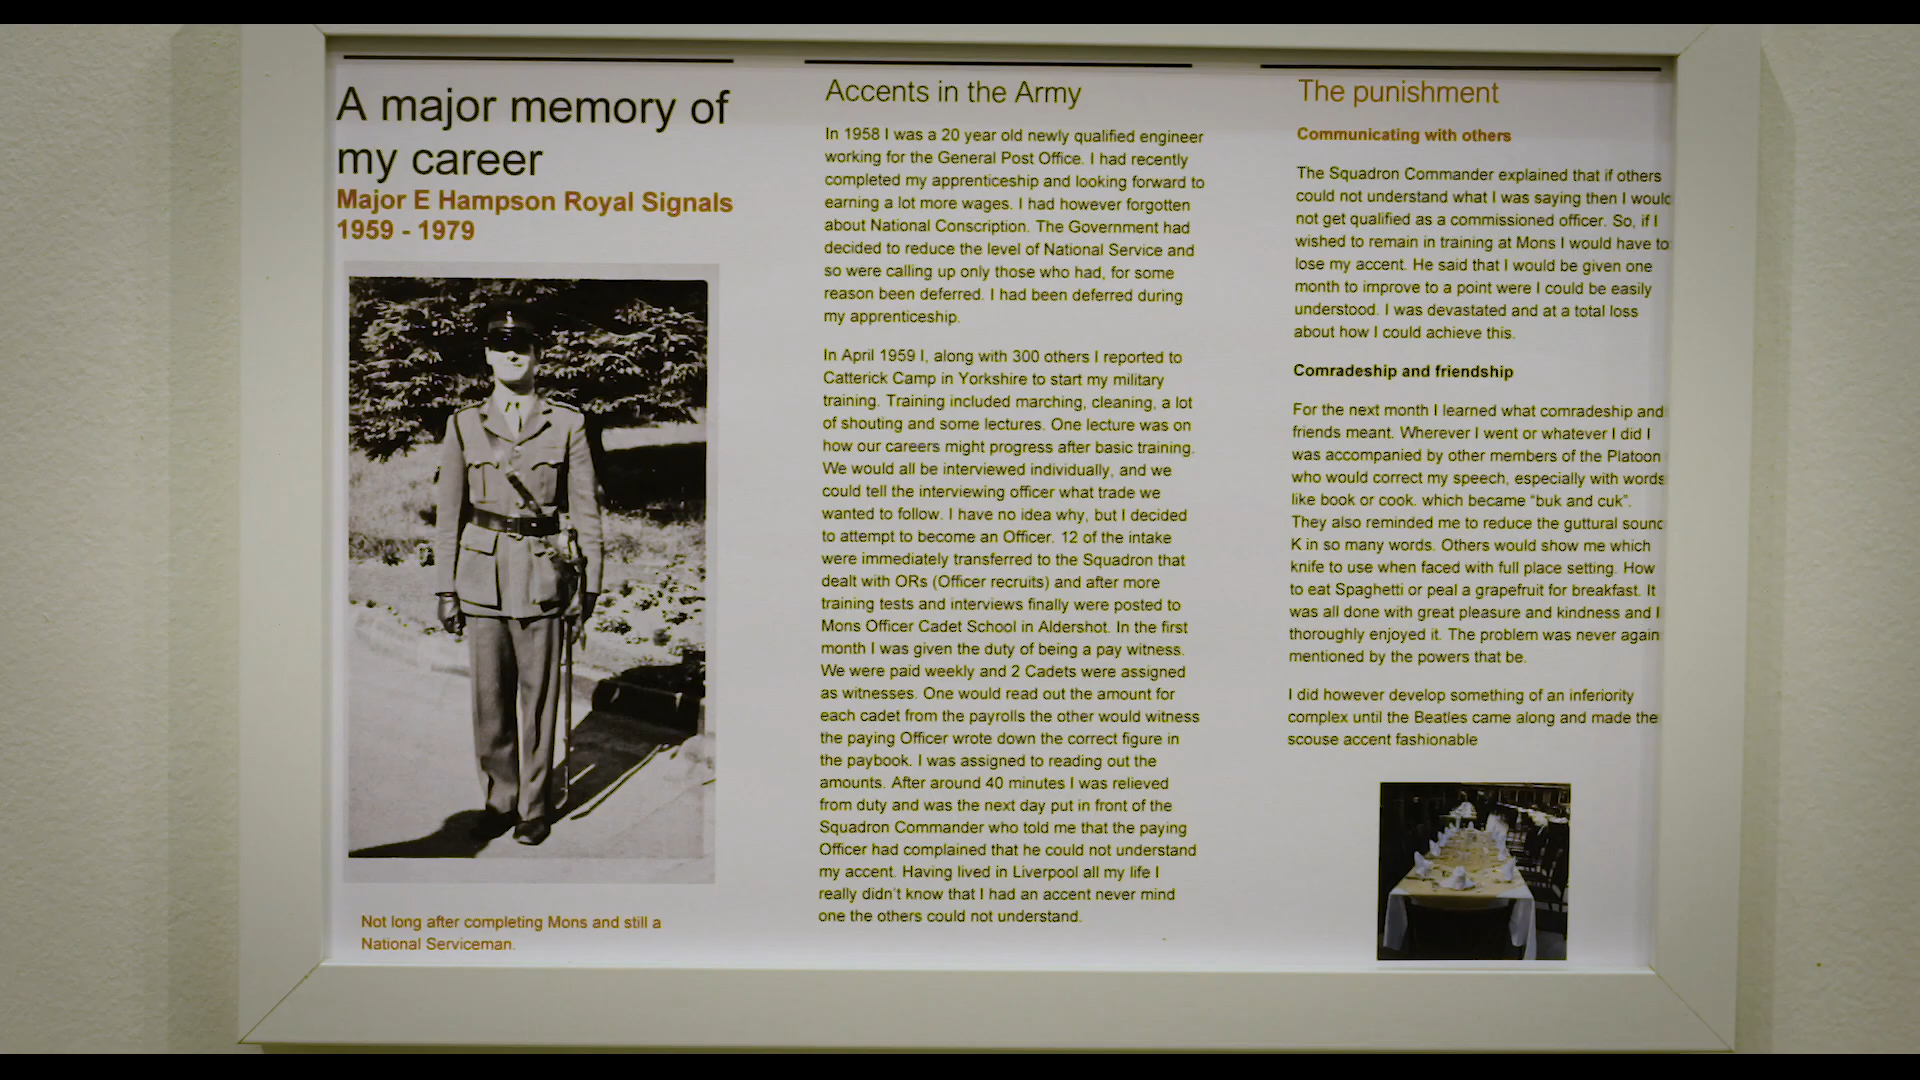 A major memory of
my career
Major E Hampson Royal Signals
1959 - 1979
Not long after completing Mons and still a
National Serviceman.
Accents in the Army
In 1958 I was a 20 year old newly qualified engineer
working for the General Post Office. I had recently
completed my apprenticeship and looking forward to
earning a lot more wages. I had however forgotten
about National Conscription. The Government had
decided to reduce the level of National Service and
so were calling up only those who had, for some
reason been deferred. I had been deferred during
my apprenticeship.
In April 1959 I, along with 300 others I reported to
Catterick Camp in Yorkshire to start my military
training. Training included marching, cleaning, a lot
of shouting and some lectures. One lecture was on
how our careers might progress after basic training.
We would all be interviewed individually, and we
could tell the interviewing officer what trade we
wanted to follow. I have no idea why, but I decided
to attempt to become an Officer. 12 of the intake
were immediately transferred to the Squadron that
dealt with ORs (Officer recruits) and after more
training tests and interviews finally were posted to
Mons Officer Cadet School in Aldershot. In the first
month I was given the duty of being a pay witness.
We were paid weekly and 2 Cadets were assigned
as witnesses. One would read out the amount for
each cadet from the payrolls the other would witness
the paying Officer wrote down the correct figure in
the paybook. I was assigned to reading out the
amounts. After around 40 minutes I was relieved
from duty and was the next day put in front of the
Squadron Commander who told me that the paying
Officer had complained that he could not understand
my accent. Having lived in Liverpool all my life I
really didn't know that I had an accent never mind
one the others could not understand.
The punishment
Communicating with others
The Squadron Commander explained that if others
could not understand what I was saying then I would
not get qualified as a commissioned officer. So, if I
wished to remain in training at Mons I would have to
lose my accent. He said that I would be given one
month to improve to a point were I could be easily
understood. I was devastated and at a total loss
about how I could achieve this.
Comradeship and friendship
For the next month I learned what comradeship and
friends meant. Wherever I went or whatever I did I
was accompanied by other members of the Platoon
who would correct my speech, especially with words
like book or cook. which became “buk and cuk”.
They also reminded me to reduce the guttural sound
K in so many words. Others would show me which
knife to use when faced with full place setting. How
to eat Spaghetti or peal a grapefruit for breakfast. It
was all done with great pleasure and kindness and I
thoroughly enjoyed it. The problem was never again
mentioned by the powers that be.
I did however develop something of an inferiority
complex until the Beatles came along and made the
scouse accent fashionable